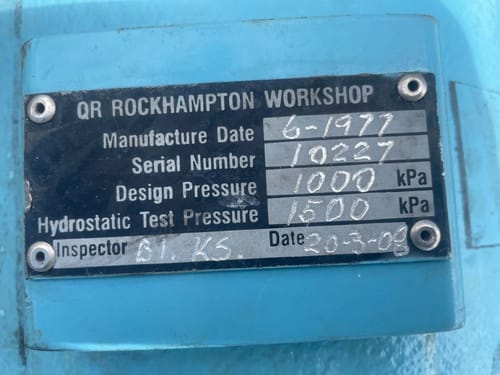 QR ROCKHAMPTON WORKSHOP
Manufacture Date 6-1977
Serial Number 10227
Design Pressure 1000 kPa
Hydrostatic Test Pressure 1500 kPa
Inspector KS. Date 20-3-08